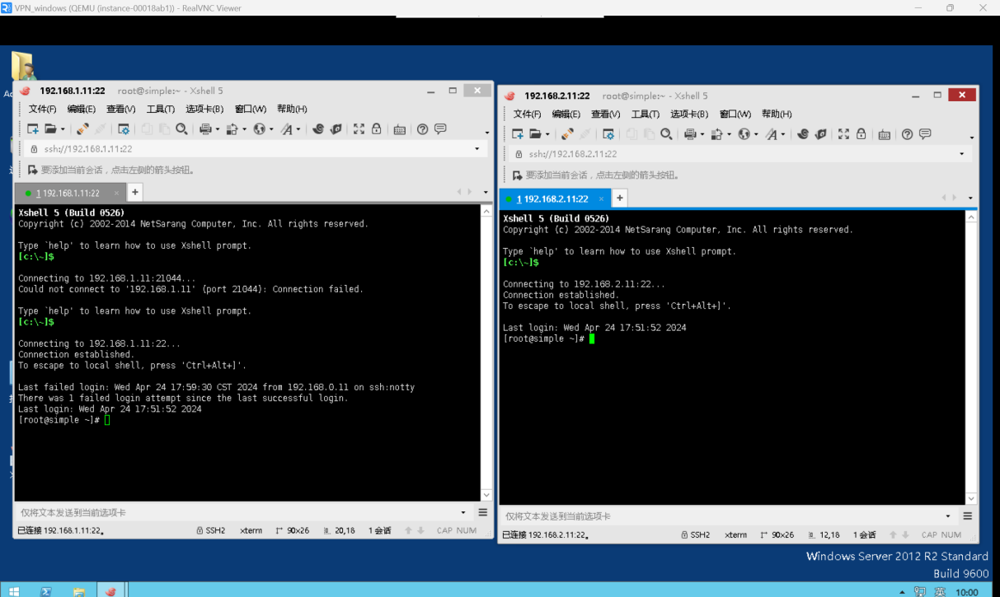 VPN_windows (QEMU (instance-00018ab1)) - RealVNC Viewer
192.168.1.11:22 root@simple:~ - Xshell 5
文件(F) 编辑(E) 查看(V) 工具(T) 选项卡(B) 窗口(W) 帮助(H)
ssh://192.168.1.11:22
要添加当前会话，点击左侧的箭头按钮。
1 192.168.1.11:22
Xshell 5 (Build 0526)
Copyright (c) 2002-2014 NetSarang Computer, Inc. All rights reserved.
Type `help' to learn how to use Xshell prompt.
[c:\~]$
Connecting to 192.168.1.11:21044...
Could not connect to '192.168.1.11' (port 21044): Connection failed.
Type `help' to learn how to use Xshell prompt.
[c:\~]$
Connecting to 192.168.1.11:22...
Connection established.
To escape to local shell, press 'Ctrl+Alt+]'.
Last failed login: Wed Apr 24 17:59:30 CST 2024 from 192.168.0.11 on ssh:notty
There was 1 failed login attempt since the last successful login.
Last login: Wed Apr 24 17:51:52 2024
[root@simple ~]#
仅将文本发送到当前选项卡
已连接 192.168.1.11:22。 SSH2 xterm 90x26 20,18 1 会话 CAP NUM
192.168.2.11:22 root@simple:~ - Xshell 5
文件(F) 编辑(E) 查看(V) 工具(T) 选项卡(B) 窗口(W) 帮助(H)
ssh://192.168.2.11:22
要添加当前会话，点击左侧的箭头按钮。
1 192.168.2.11:22
Xshell 5 (Build 0526)
Copyright (c) 2002-2014 NetSarang Computer, Inc. All rights reserved.
Type `help' to learn how to use Xshell prompt.
[c:\~]$
Connecting to 192.168.2.11:22...
Connection established.
To escape to local shell, press 'Ctrl+Alt+]'.
Last login: Wed Apr 24 17:51:52 2024
[root@simple ~]#
仅将文本发送到当前选项卡
已连接 192.168.2.11:22。 SSH2 xterm 90x26 12,18 1 会话 CAP NUM
Windows Server 2012 R2 Standard
Build 9600
英 10:00